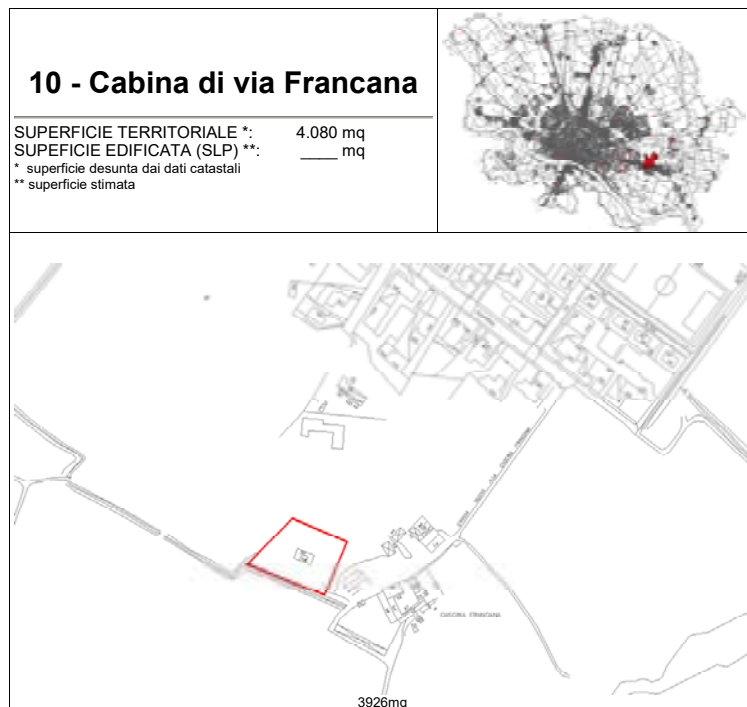 10 - Cabina di via Francana
SUPERFICIE TERRITORIALE *: 4.080 mq
SUPEFICIE EDIFICATA (SLP) **: ____ mq
* superficie desunta dai dati catastali
** superficie stimata
CASCINA FRANCANA
3926mq